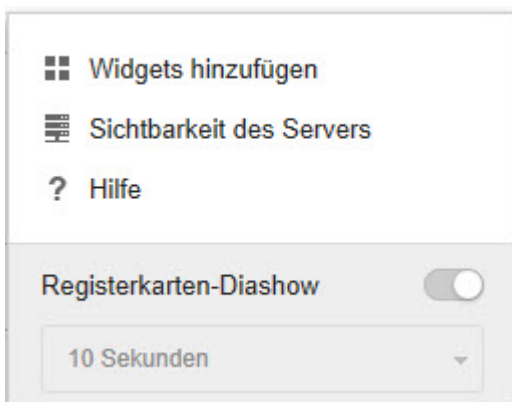 Widgets hinzufügen
Sichtbarkeit des Servers
? Hilfe
Registerkarten-Diashow
10 Sekunden